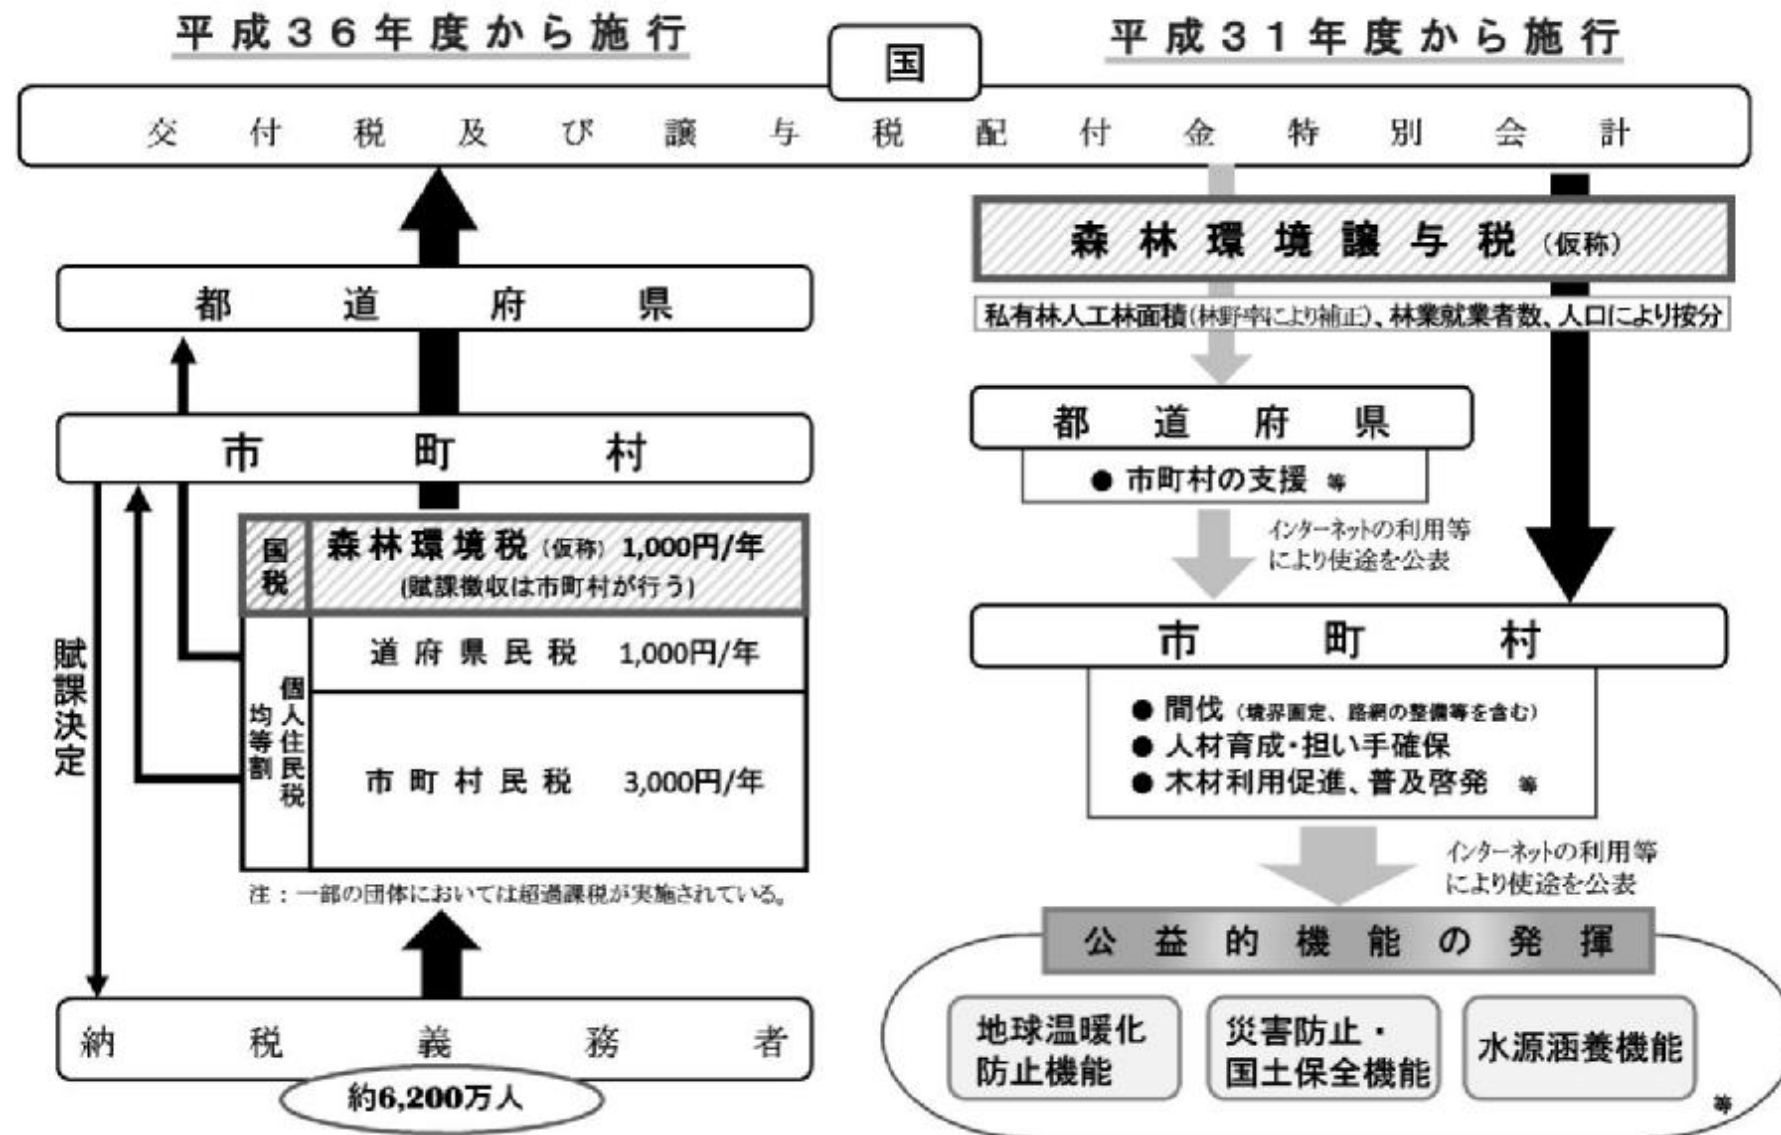 平成36年度から施行
国
平成31年度から施行
交付税及び譲与税配付金特別会計
都道府県
市町村
国税
森林環境税(仮称) 1,000円/年
(賦課徴収は市町村が行う)
個人住民税
均等割
道府県民税 1,000円/年
市町村民税 3,000円/年
賦課決定
注：一部の団体においては超過課税が実施されている。
納税義務者
約6,200万人
森林環境譲与税(仮称)
私有林人工林面積(林野率により補正)、林業就業者数、人口により按分
都道府県
● 市町村の支援 等
インターネットの利用等
により使途を公表
市町村
● 間伐（境界画定、路網の整備等を含む）
● 人材育成・担い手確保
● 木材利用促進、普及啓発 等
インターネットの利用等
により使途を公表
公益的機能の発揮
地球温暖化
防止機能
災害防止・
国土保全機能
水源涵養機能
等